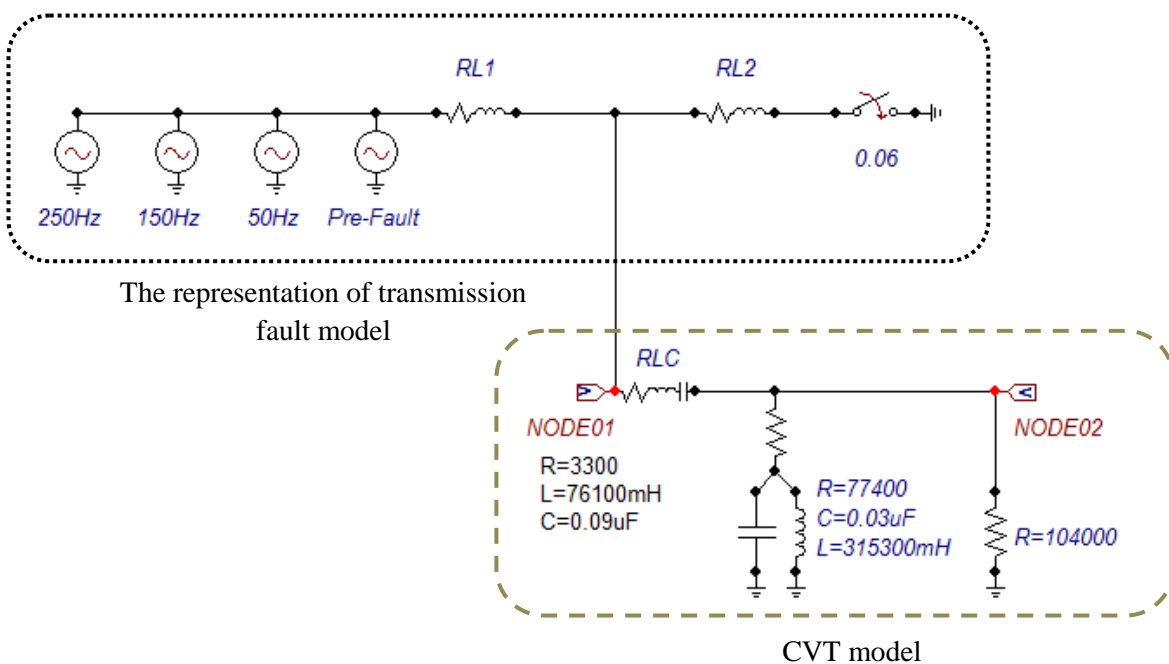 RL1
RL2
0.06
250Hz
150Hz
50Hz
Pre-Fault
The representation of transmission
fault model
RLC
NODE01
R=3300
L=76100mH
C=0.09uF
R=77400
C=0.03uF
L=315300mH
V
NODE02
R=104000
CVT model